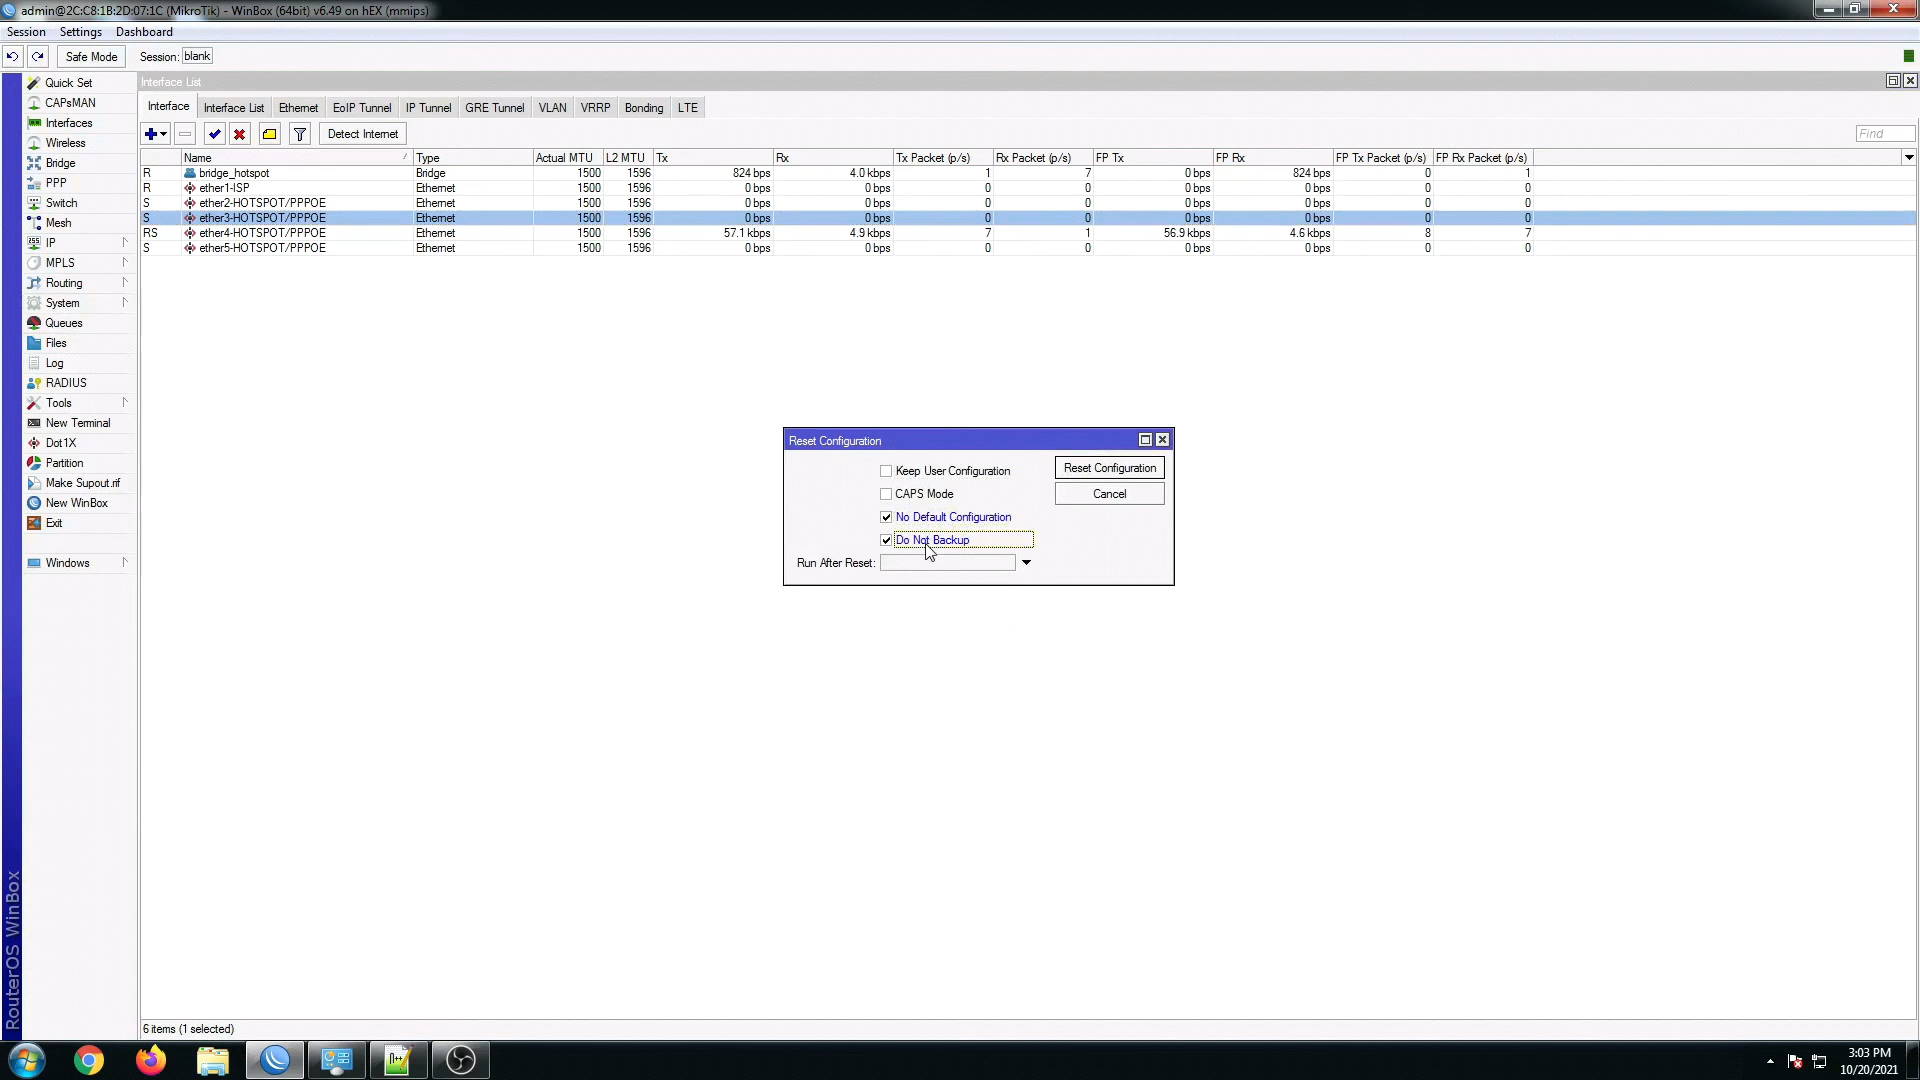 admin@2C:C8:1B:2D:07:1C (MikroTik) - WinBox (64bit) v6.49 on hEX (mmips)
Session Settings Dashboard
Safe Mode Session: blank
Quick Set
CAPsMAN
Interfaces
Wireless
Bridge
PPP
Switch
Mesh
IP
MPLS
Routing
System
Queues
Files
Log
RADIUS
Tools
New Terminal
Dot1X
Partition
Make Supout.rif
New WinBox
Exit
Windows
RouterOS WinBox
Interface List
Interface Interface List Ethernet EoIP Tunnel IP Tunnel GRE Tunnel VLAN VRRP Bonding LTE
Detect Internet Find
Name Type Actual MTU L2 MTU Tx Rx Tx Packet (p/s) Rx Packet (p/s) FP Tx FP Rx FP Tx Packet (p/s) FP Rx Packet (p/s)
R bridge_hotspot Bridge 1500 1596 824 bps 4.0 kbps 1 7 0 bps 824 bps 0 1
R ether1-ISP Ethernet 1500 1596 0 bps 0 bps 0 0 0 bps 0 bps 0 0
S ether2-HOTSPOT/PPPOE Ethernet 1500 1596 0 bps 0 bps 0 0 0 bps 0 bps 0 0
S ether3-HOTSPOT/PPPOE Ethernet 1500 1596 0 bps 0 bps 0 0 0 bps 0 bps 0 0
RS ether4-HOTSPOT/PPPOE Ethernet 1500 1596 57.1 kbps 4.9 kbps 7 1 56.9 kbps 4.6 kbps 8 7
S ether5-HOTSPOT/PPPOE Ethernet 1500 1596 0 bps 0 bps 0 0 0 bps 0 bps 0 0
Reset Configuration
Keep User Configuration
CAPS Mode
No Default Configuration
Do Not Backup
Run After Reset:
Reset Configuration
Cancel
6 items (1 selected)
3:03 PM
10/20/2021